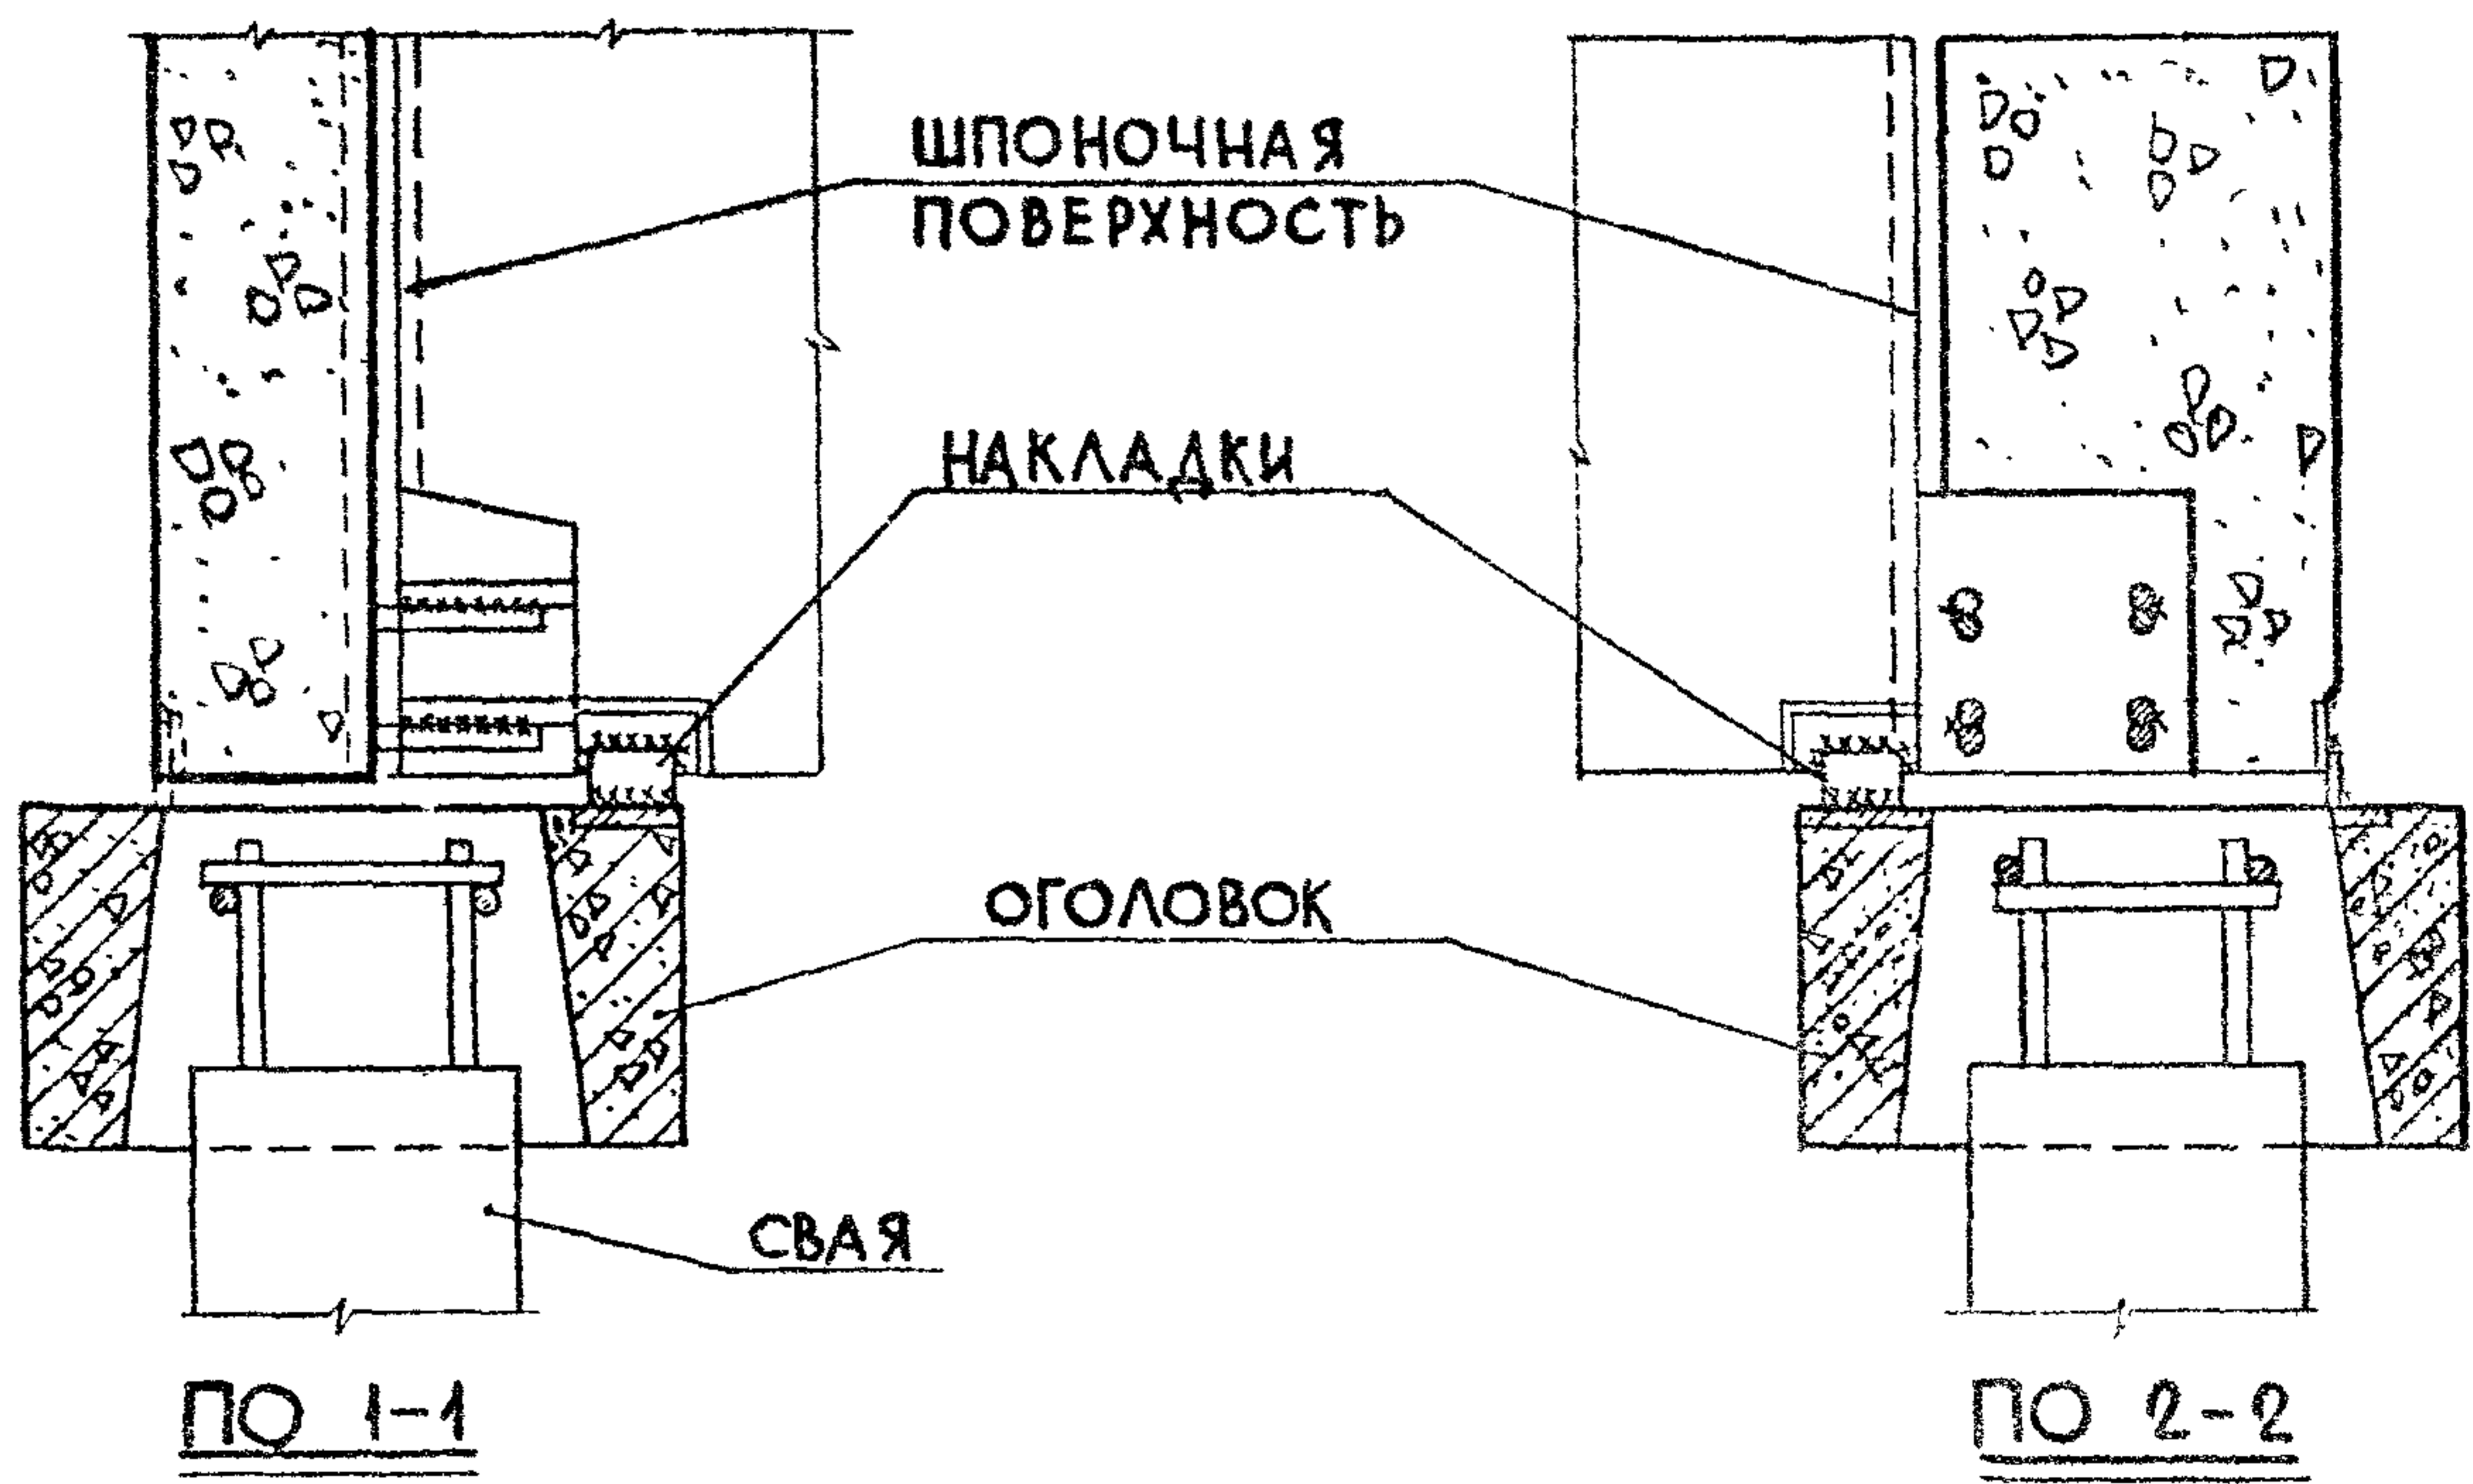 ШПОНОЧНАЯ
ПОВЕРХНОСТЬ
НАКЛАДКИ
ОГОЛОВОК
СВАЯ
ПО 1-1
ПО 2-2